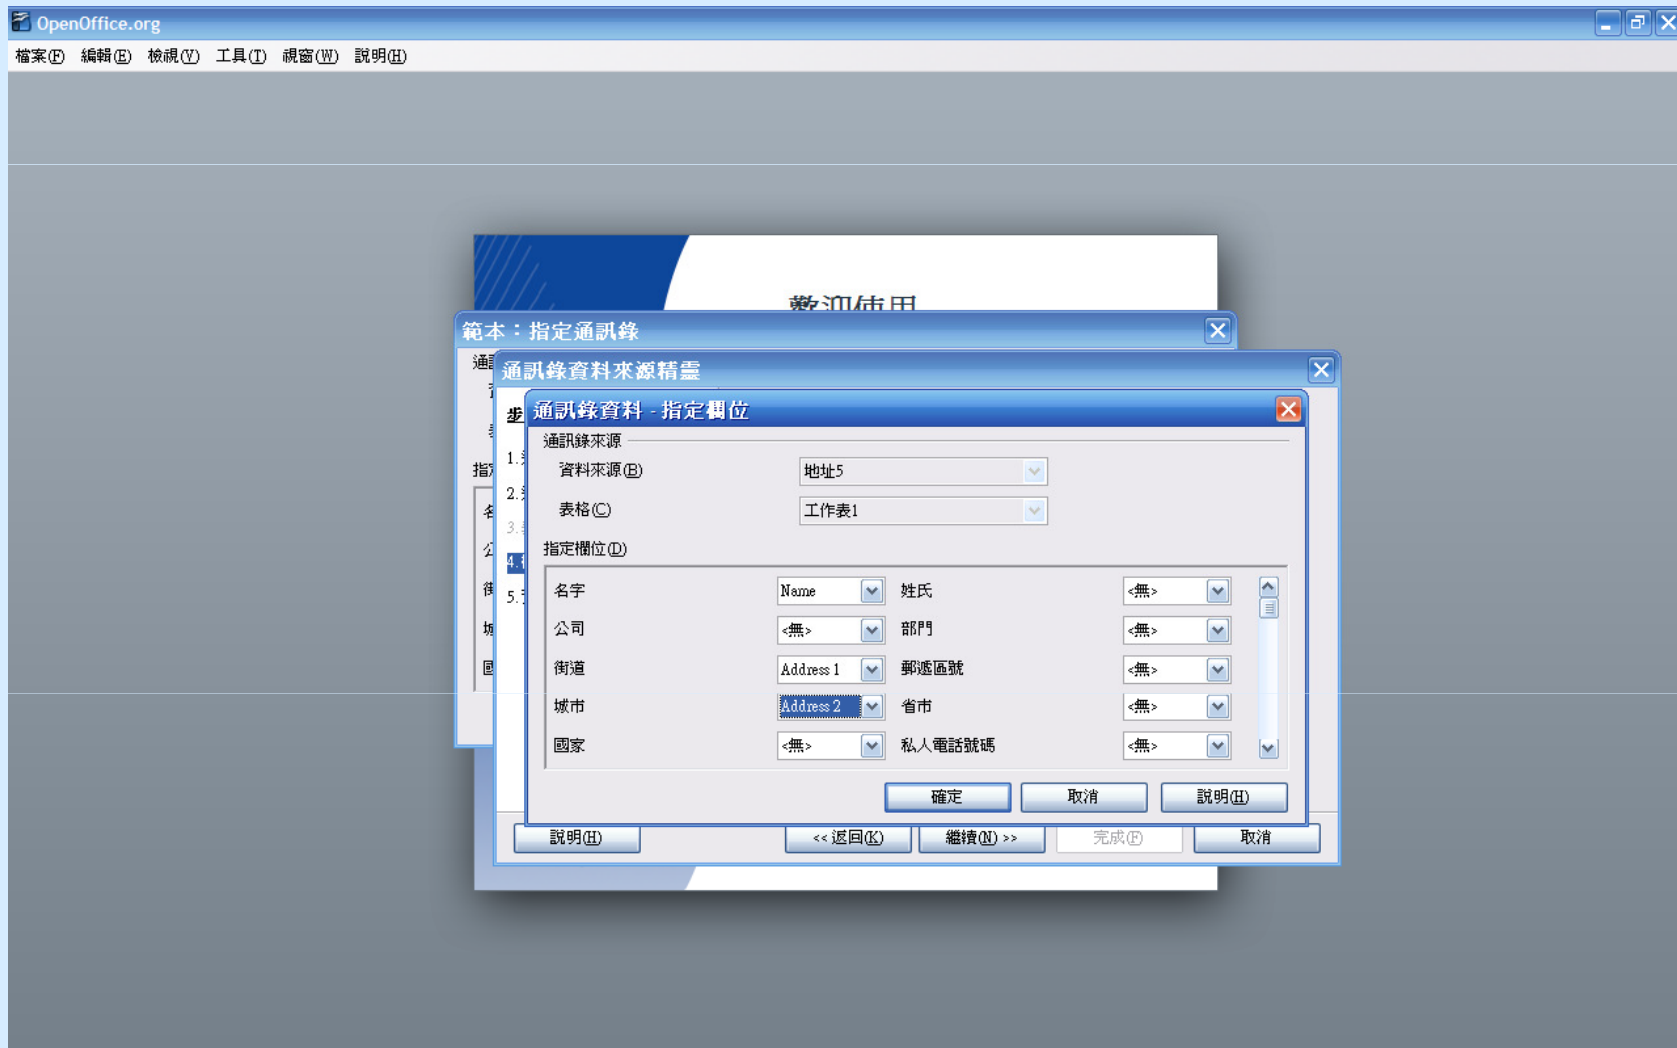 OpenOffice.org
檔案(F) 編輯(E) 檢視(V) 工具(T) 視窗(W) 說明(H)
歡迎使用
範本：指定通訊錄
通訊錄資料來源精靈
通訊錄資料 - 指定欄位
通訊錄來源
資料來源(B) 地址5
表格(C) 工作表1
指定欄位(D)
名字 Name 姓氏 <無>
公司 <無> 部門 <無>
街道 Address 1 郵遞區號 <無>
城市 Address 2 省市 <無>
國家 <無> 私人電話號碼 <無>
確定 取消 說明(H)
步
1.
2.
3.
4.
5.
說明(H) << 返回(K) 繼續(N) >> 完成(F) 取消